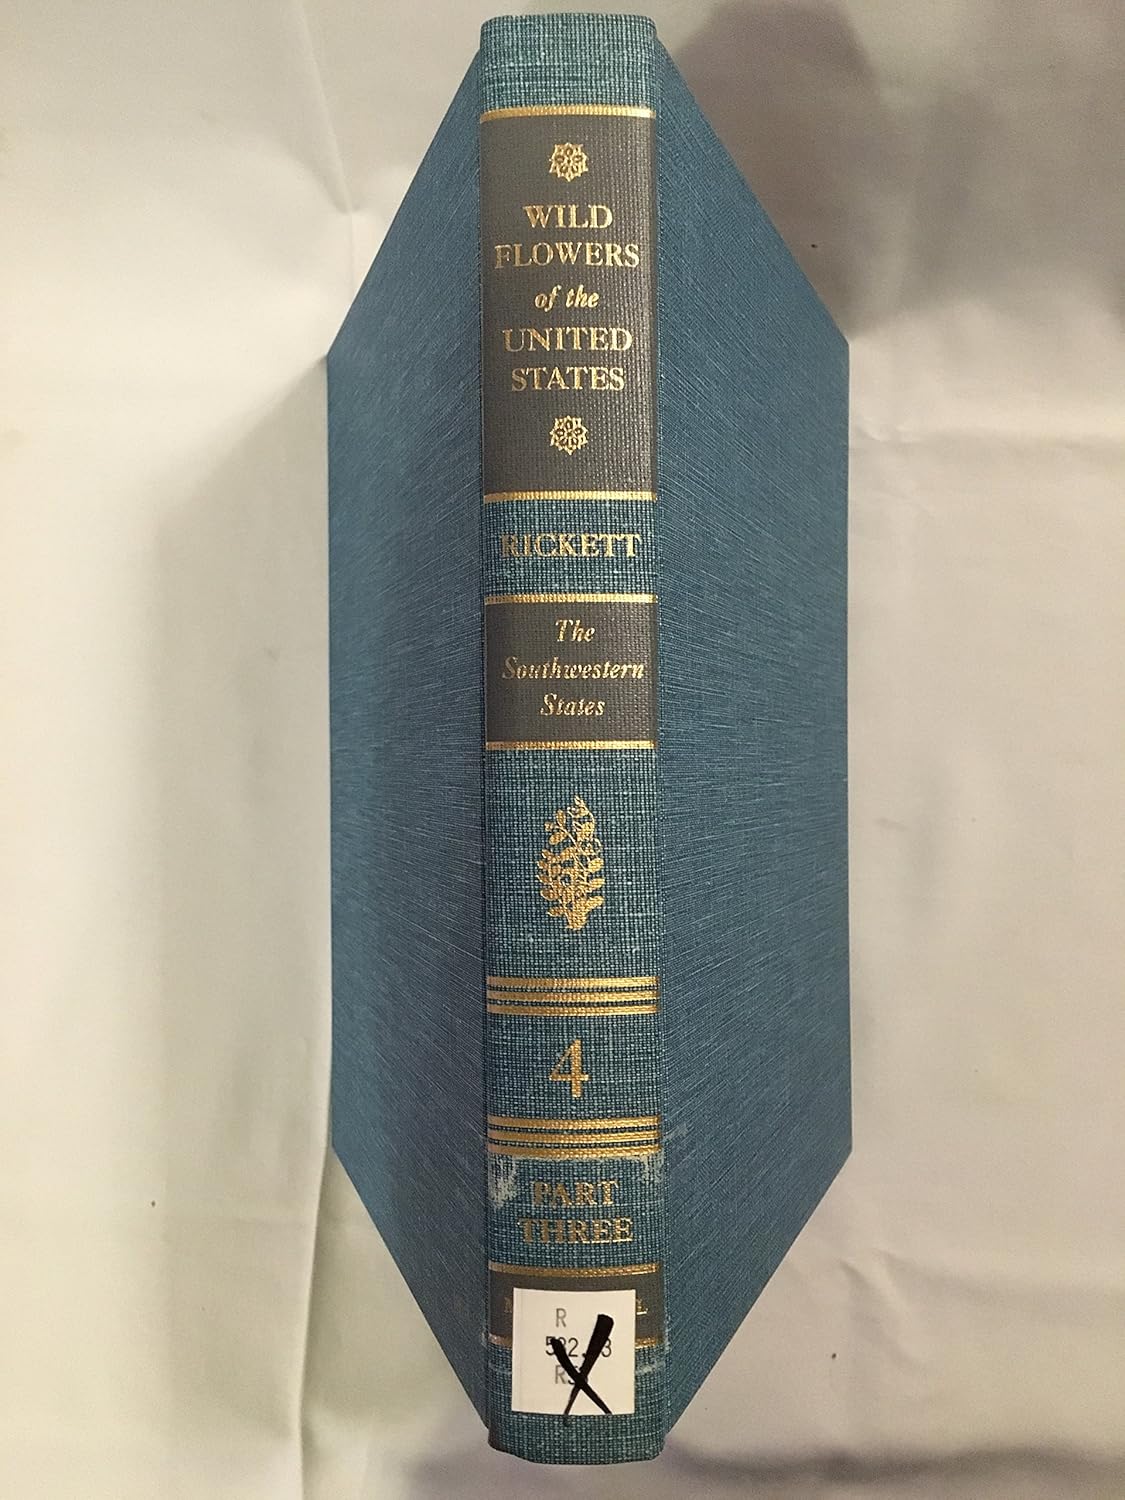 WILD
FLOWERS
of the
UNITED
STATES
RICKETT
The
Southwestern
States
4
PART
THREE
R